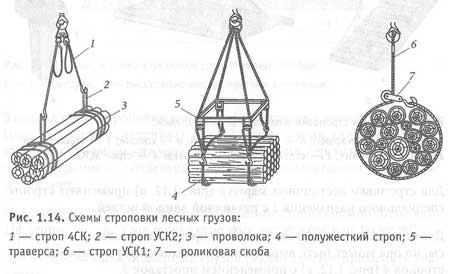 1
2
3
5
4
6
7
Рис. 1.14. Схемы строповки лесных грузов:
1 — строп 4СК; 2 — строп УСК2; 3 — проволока; 4 — полужесткий строп; 5 —
траверса; 6 — строп УСК1; 7 — роликовая скоба